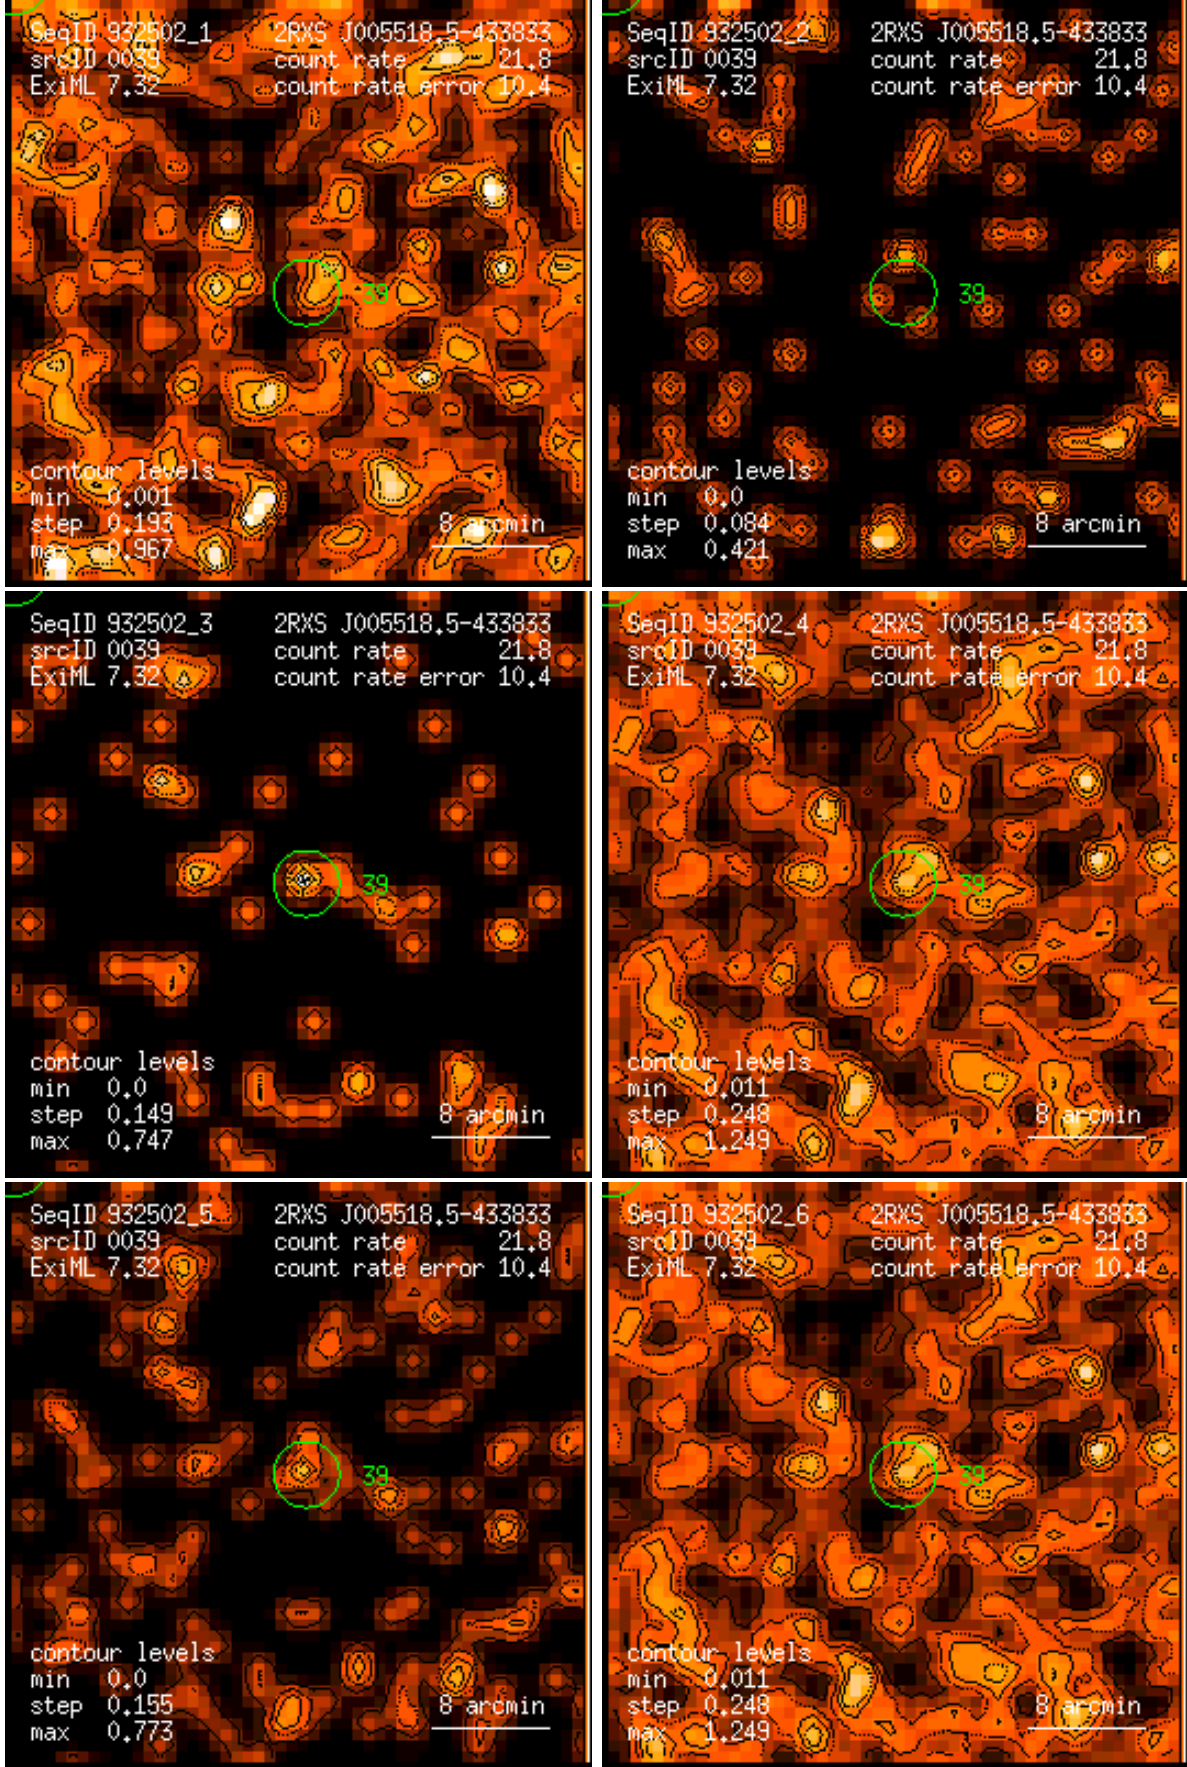 SeqID 932502_1 2RXS J005518.5-433833
srcID 0039 count rate 21.8
ExiML 7.32 count rate error 10.4
39
contour levels
min 0.001
step 0.193
max 0.967
8 arcmin
SeqID 932502_2 2RXS J005518.5-433833
srcID 0039 count rate 21.8
ExiML 7.32 count rate error 10.4
39
contour levels
min 0.0
step 0.084
max 0.421
8 arcmin
SeqID 932502_3 2RXS J005518.5-433833
srcID 0039 count rate 21.8
ExiML 7.32 count rate error 10.4
39
contour levels
min 0.0
step 0.149
max 0.747
8 arcmin
SeqID 932502_4 2RXS J005518.5-433833
srcID 0039 count rate 21.8
ExiML 7.32 count rate error 10.4
39
contour levels
min 0.011
step 0.248
max 1.249
8 arcmin
SeqID 932502_5 2RXS J005518.5-433833
srcID 0039 count rate 21.8
ExiML 7.32 count rate error 10.4
39
contour levels
min 0.0
step 0.155
max 0.773
8 arcmin
SeqID 932502_6 2RXS J005518.5-433833
srcID 0039 count rate 21.8
ExiML 7.32 count rate error 10.4
39
contour levels
min 0.011
step 0.248
max 1.249
8 arcmin